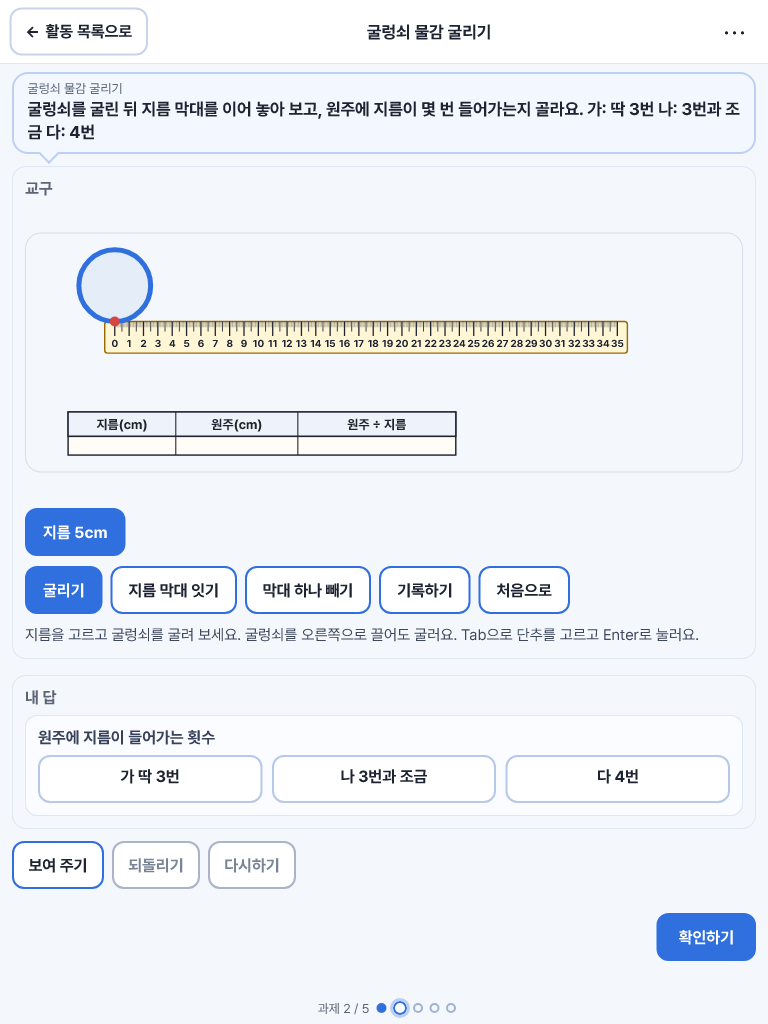 ← 활동 목록으로
굴렁쇠 물감 굴리기
굴렁쇠 물감 굴리기
굴렁쇠를 굴린 뒤 지름 막대를 이어 놓아 보고, 원주에 지름이 몇 번 들어가는지 골라요. 가: 딱 3번 나: 3번과 조
금 다: 4번
교구
0 1 2 3 4 5 6 7 8 9 10 11 12 13 14 15 16 17 18 19 20 21 22 23 24 25 26 27 28 29 30 31 32 33 34 35
지름(cm) 원주(cm) 원주 ÷ 지름
지름 5cm
굴리기 지름 막대 잇기 막대 하나 빼기 기록하기 처음으로
지름을 고르고 굴렁쇠를 굴려 보세요. 굴렁쇠를 오른쪽으로 끌어도 굴러요. Tab으로 단추를 고르고 Enter로 눌러요.
내 답
원주에 지름이 들어가는 횟수
가 딱 3번 나 3번과 조금 다 4번
보여 주기 되돌리기 다시하기
확인하기
과제 2 / 5